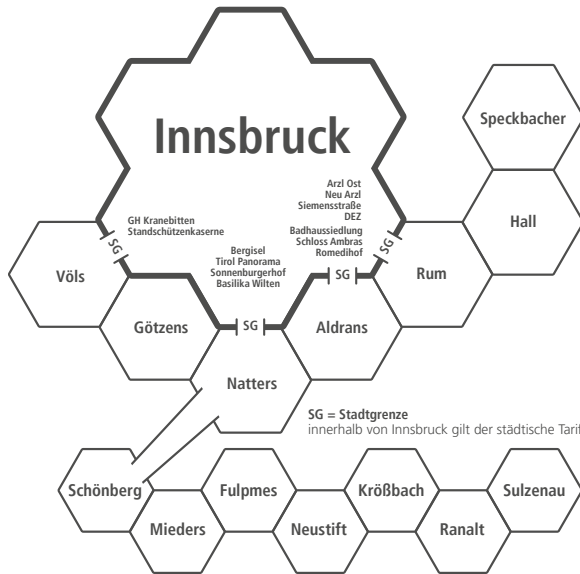 Innsbruck
Speckbacher
Arzl Ost
Neu Arzl
Siemensstraße
DEZ
GH Kranebitten
Standschützenkaserne
Hall
Badhaussiedlung
Schloss Ambras
Romedihof
SG
SG
Bergisel
Tirol Panorama
Sonnenburgerhof
Basilika Wilten
Völs
SG
Rum
Götzens
SG
Aldrans
Natters
SG = Stadtgrenze
innerhalb von Innsbruck gilt der städtische Tarif
Schönberg
Fulpmes
Krößbach
Sulzenau
Mieders
Neustift
Ranalt